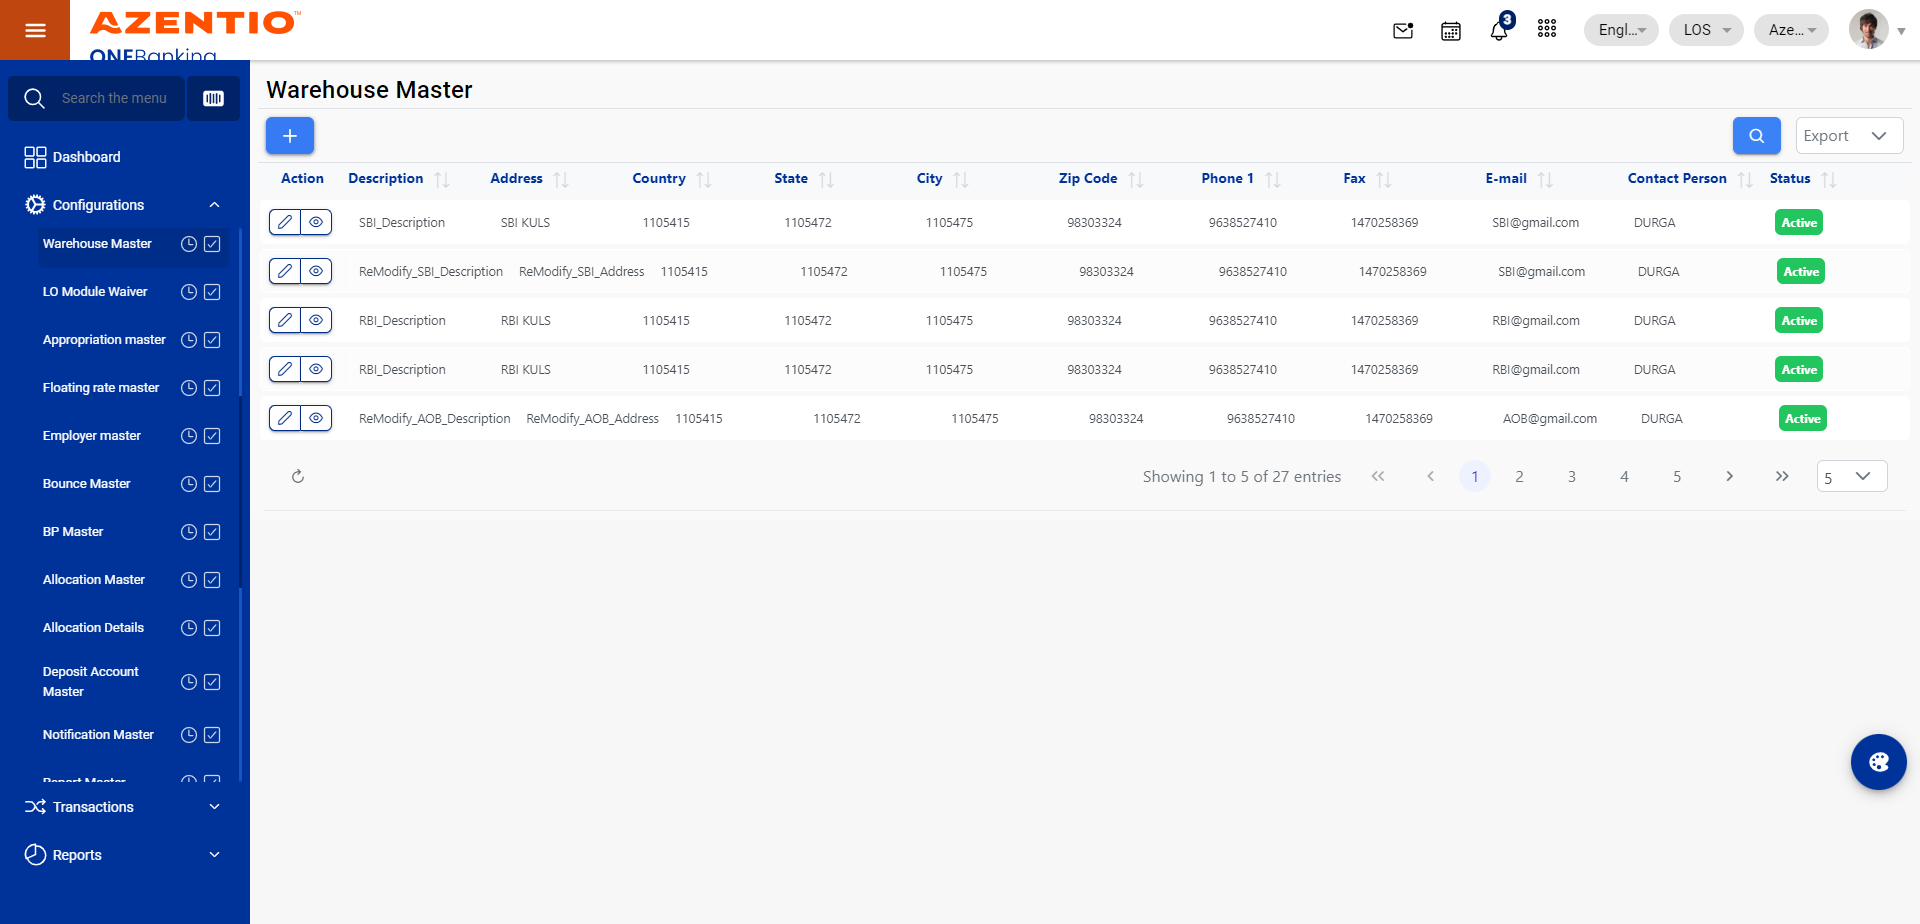 AZENTIO™
ONEBanking
3
Engl...
LOS
Aze...
Search the menu
Dashboard
Configurations
Warehouse Master
LO Module Waiver
Appropriation master
Floating rate master
Employer master
Bounce Master
BP Master
Allocation Master
Allocation Details
Deposit Account
Master
Notification Master
Report Master
Transactions
Reports
Warehouse Master
Export
Action Description Address Country State City Zip Code Phone 1 Fax E-mail Contact Person Status
SBI_Description SBI KULS 1105415 1105472 1105475 98303324 9638527410 1470258369 SBI@gmail.com DURGA Active
ReModify_SBI_Description ReModify_SBI_Address 1105415 1105472 1105475 98303324 9638527410 1470258369 SBI@gmail.com DURGA Active
RBI_Description RBI KULS 1105415 1105472 1105475 98303324 9638527410 1470258369 RBI@gmail.com DURGA Active
RBI_Description RBI KULS 1105415 1105472 1105475 98303324 9638527410 1470258369 RBI@gmail.com DURGA Active
ReModify_AOB_Description ReModify_AOB_Address 1105415 1105472 1105475 98303324 9638527410 1470258369 AOB@gmail.com DURGA Active
Showing 1 to 5 of 27 entries 1 2 3 4 5 5